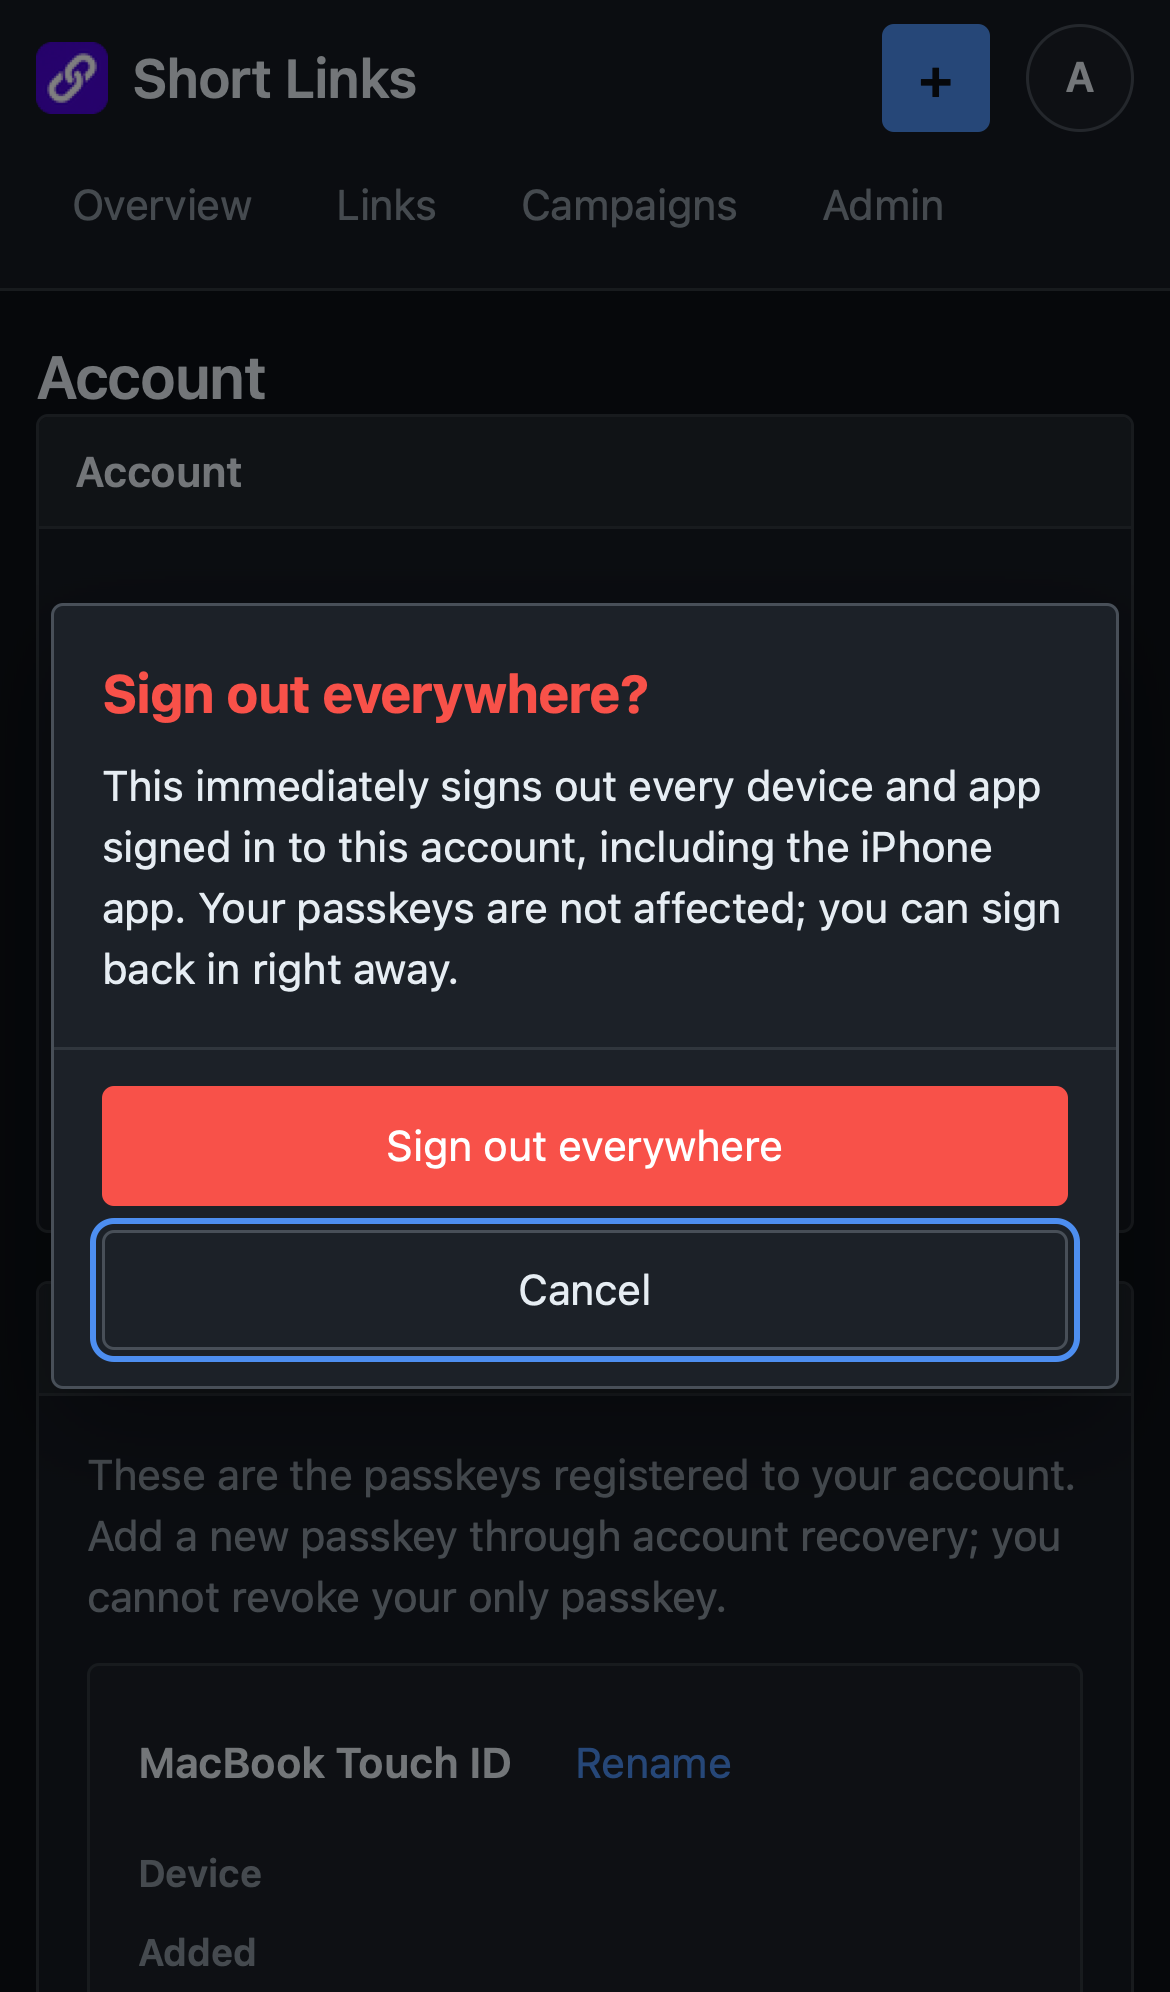 Short Links
+
A
Overview Links Campaigns Admin
Account
Account
Sign out everywhere?
This immediately signs out every device and app
signed in to this account, including the iPhone
app. Your passkeys are not affected; you can sign
back in right away.
Sign out everywhere
Cancel
These are the passkeys registered to your account.
Add a new passkey through account recovery; you
cannot revoke your only passkey.
MacBook Touch ID Rename
Device
Added